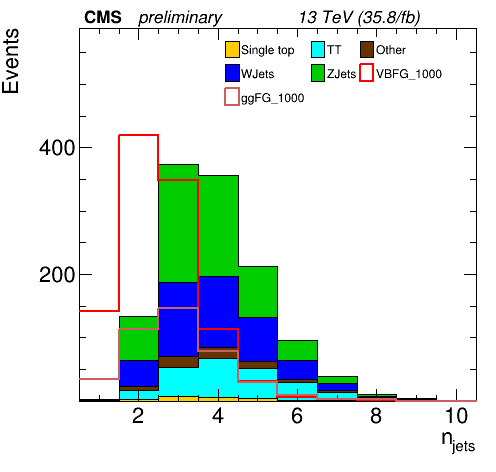 CMS preliminary 13 TeV (35.8/fb)
Events
Single top TT Other
WJets ZJets VBFG_1000
ggFG_1000
400
200
2 4 6 8 10
n_jets